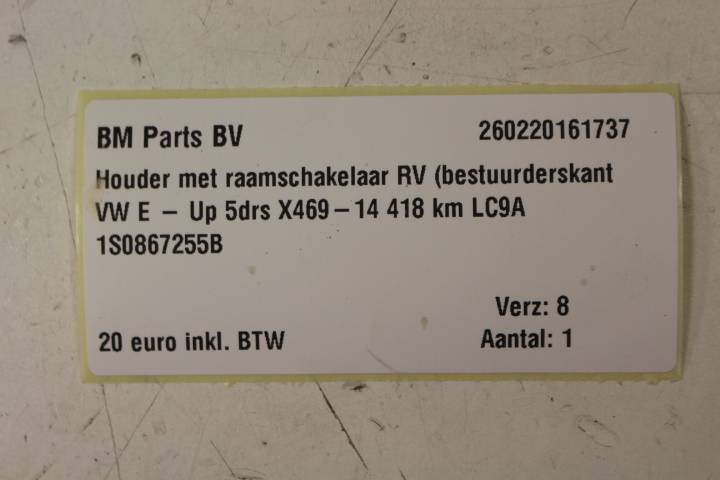 BM Parts BV 260220161737
Houder met raamschakelaar RV (bestuurderskant
VW E – Up 5drs X469 – 14 418 km LC9A
1S0867255B
Verz: 8
20 euro inkl. BTW Aantal: 1